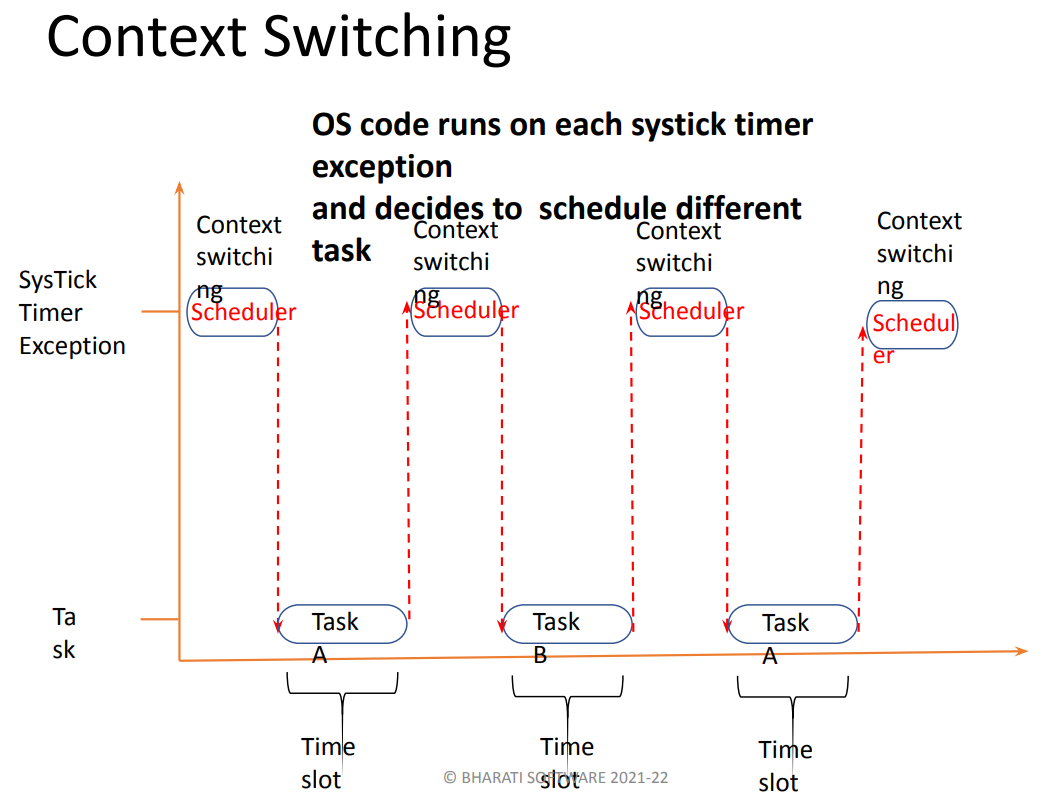 Context Switching
OS code runs on each systick timer
exception
and decides to  schedule different
task
Context
switchi
ng
Context
switchi
ng
Context
switchi
ng
Context
switchi
ng
SysTick
Timer
Exception
Scheduler
Scheduler
Scheduler
Schedul
er
Ta
sk
Task
A
Task
B
Task
A
Time
slot
Time
slot
Time
slot
© BHARATI SOFTWARE 2021-22